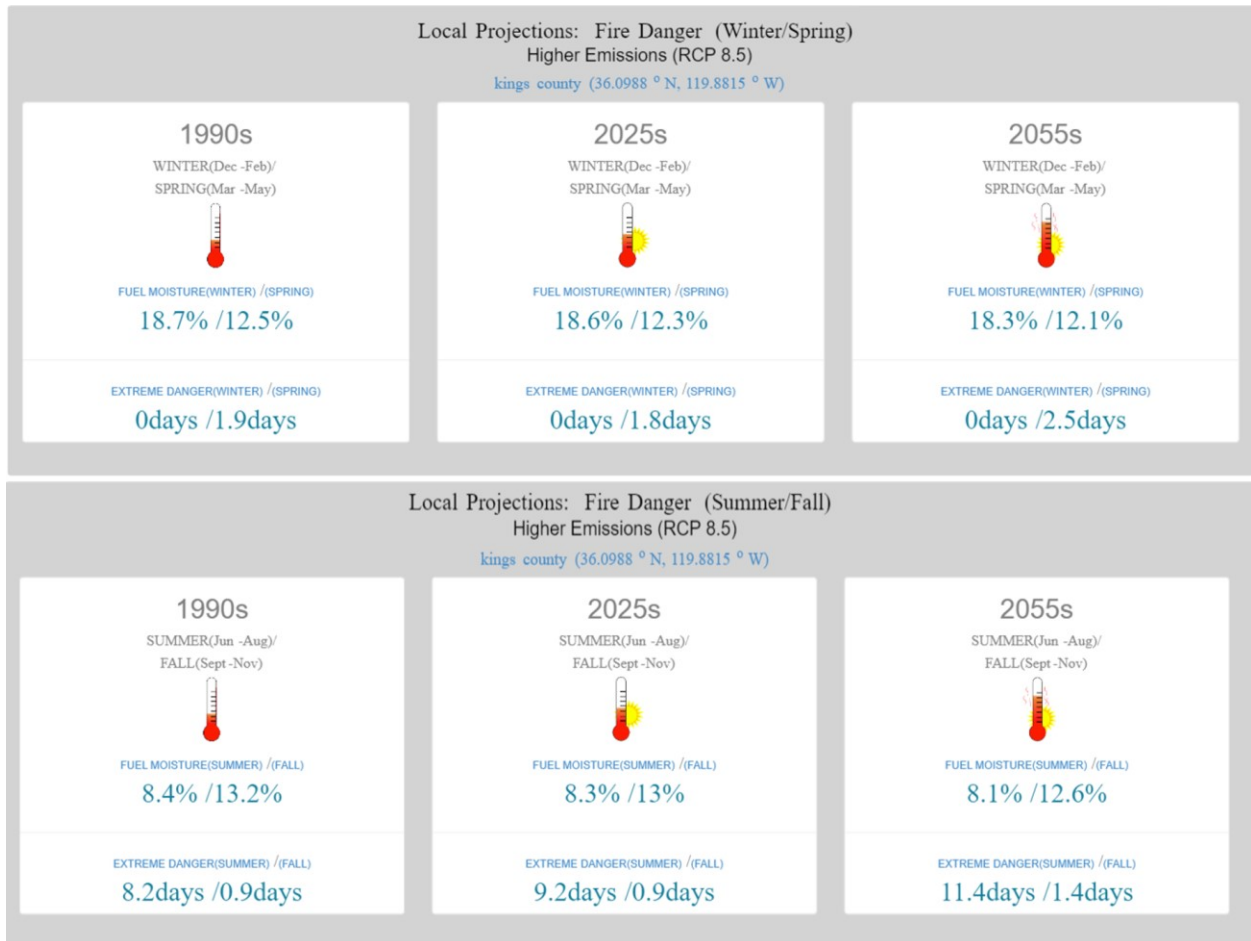 Local Projections: Fire Danger (Winter/Spring)
Higher Emissions (RCP 8.5)
kings county (36.0988 ° N, 119.8815 ° W)
1990s
WINTER(Dec -Feb)/
SPRING(Mar -May)
FUEL MOISTURE(WINTER) /(SPRING)
18.7% /12.5%
EXTREME DANGER(WINTER) /(SPRING)
0days /1.9days
2025s
WINTER(Dec -Feb)/
SPRING(Mar -May)
FUEL MOISTURE(WINTER) /(SPRING)
18.6% /12.3%
EXTREME DANGER(WINTER) /(SPRING)
0days /1.8days
2055s
WINTER(Dec -Feb)/
SPRING(Mar -May)
FUEL MOISTURE(WINTER) /(SPRING)
18.3% /12.1%
EXTREME DANGER(WINTER) /(SPRING)
0days /2.5days
Local Projections: Fire Danger (Summer/Fall)
Higher Emissions (RCP 8.5)
kings county (36.0988 ° N, 119.8815 ° W)
1990s
SUMMER(Jun -Aug)/
FALL(Sept -Nov)
FUEL MOISTURE(SUMMER) /(FALL)
8.4% /13.2%
EXTREME DANGER(SUMMER) /(FALL)
8.2days /0.9days
2025s
SUMMER(Jun -Aug)/
FALL(Sept -Nov)
FUEL MOISTURE(SUMMER) /(FALL)
8.3% /13%
EXTREME DANGER(SUMMER) /(FALL)
9.2days /0.9days
2055s
SUMMER(Jun -Aug)/
FALL(Sept -Nov)
FUEL MOISTURE(SUMMER) /(FALL)
8.1% /12.6%
EXTREME DANGER(SUMMER) /(FALL)
11.4days /1.4days